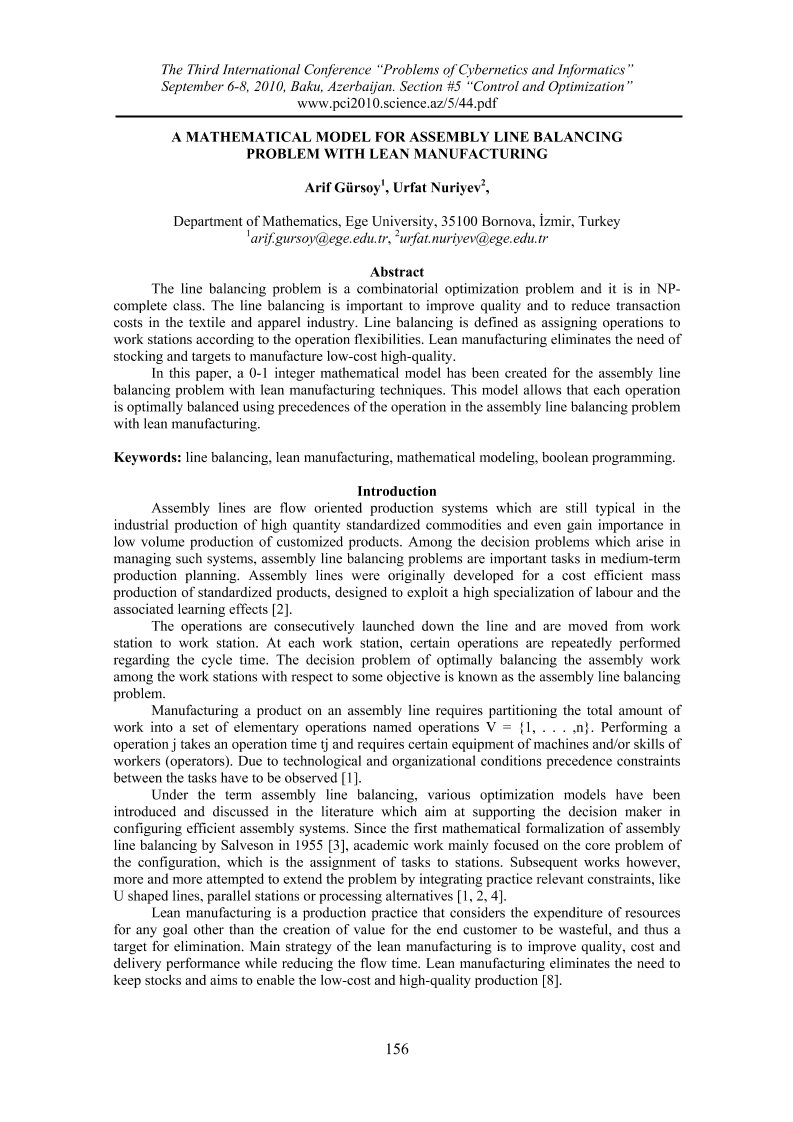 The Third International Conference “Problems of Cybernetics and Informatics”
September 6-8, 2010, Baku, Azerbaijan. Section #5 “Control and Optimization”
www.pci2010.science.az/5/44.pdf
A MATHEMATICAL MODEL FOR ASSEMBLY LINE BALANCING
PROBLEM WITH LEAN MANUFACTURING
Arif Gürsoy1, Urfat Nuriyev2,
Department of Mathematics, Ege University, 35100 Bornova, İzmir, Turkey
1arif.gursoy@ege.edu.tr, 2urfat.nuriyev@ege.edu.tr
Abstract
The line balancing problem is a combinatorial optimization problem and it is in NP-
complete class. The line balancing is important to improve quality and to reduce transaction
costs in the textile and apparel industry. Line balancing is defined as assigning operations to
work stations according to the operation flexibilities. Lean manufacturing eliminates the need of
stocking and targets to manufacture low-cost high-quality.
In this paper, a 0-1 integer mathematical model has been created for the assembly line
balancing problem with lean manufacturing techniques. This model allows that each operation
is optimally balanced using precedences of the operation in the assembly line balancing problem
with lean manufacturing.
Keywords: line balancing, lean manufacturing, mathematical modeling, boolean programming.
Introduction
Assembly lines are flow oriented production systems which are still typical in the
industrial production of high quantity standardized commodities and even gain importance in
low volume production of customized products. Among the decision problems which arise in
managing such systems, assembly line balancing problems are important tasks in medium-term
production planning. Assembly lines were originally developed for a cost efficient mass
production of standardized products, designed to exploit a high specialization of labour and the
associated learning effects [2].
The operations are consecutively launched down the line and are moved from work
station to work station. At each work station, certain operations are repeatedly performed
regarding the cycle time. The decision problem of optimally balancing the assembly work
among the work stations with respect to some objective is known as the assembly line balancing
problem.
Manufacturing a product on an assembly line requires partitioning the total amount of
work into a set of elementary operations named operations V = {1, . . . ,n}. Performing a
operation j takes an operation time tj and requires certain equipment of machines and/or skills of
workers (operators). Due to technological and organizational conditions precedence constraints
between the tasks have to be observed [1].
Under the term assembly line balancing, various optimization models have been
introduced and discussed in the literature which aim at supporting the decision maker in
configuring efficient assembly systems. Since the first mathematical formalization of assembly
line balancing by Salveson in 1955 [3], academic work mainly focused on the core problem of
the configuration, which is the assignment of tasks to stations. Subsequent works however,
more and more attempted to extend the problem by integrating practice relevant constraints, like
U shaped lines, parallel stations or processing alternatives [1, 2, 4].
Lean manufacturing is a production practice that considers the expenditure of resources
for any goal other than the creation of value for the end customer to be wasteful, and thus a
target for elimination. Main strategy of the lean manufacturing is to improve quality, cost and
delivery performance while reducing the flow time. Lean manufacturing eliminates the need to
keep stocks and aims to enable the low-cost and high-quality production [8].
156